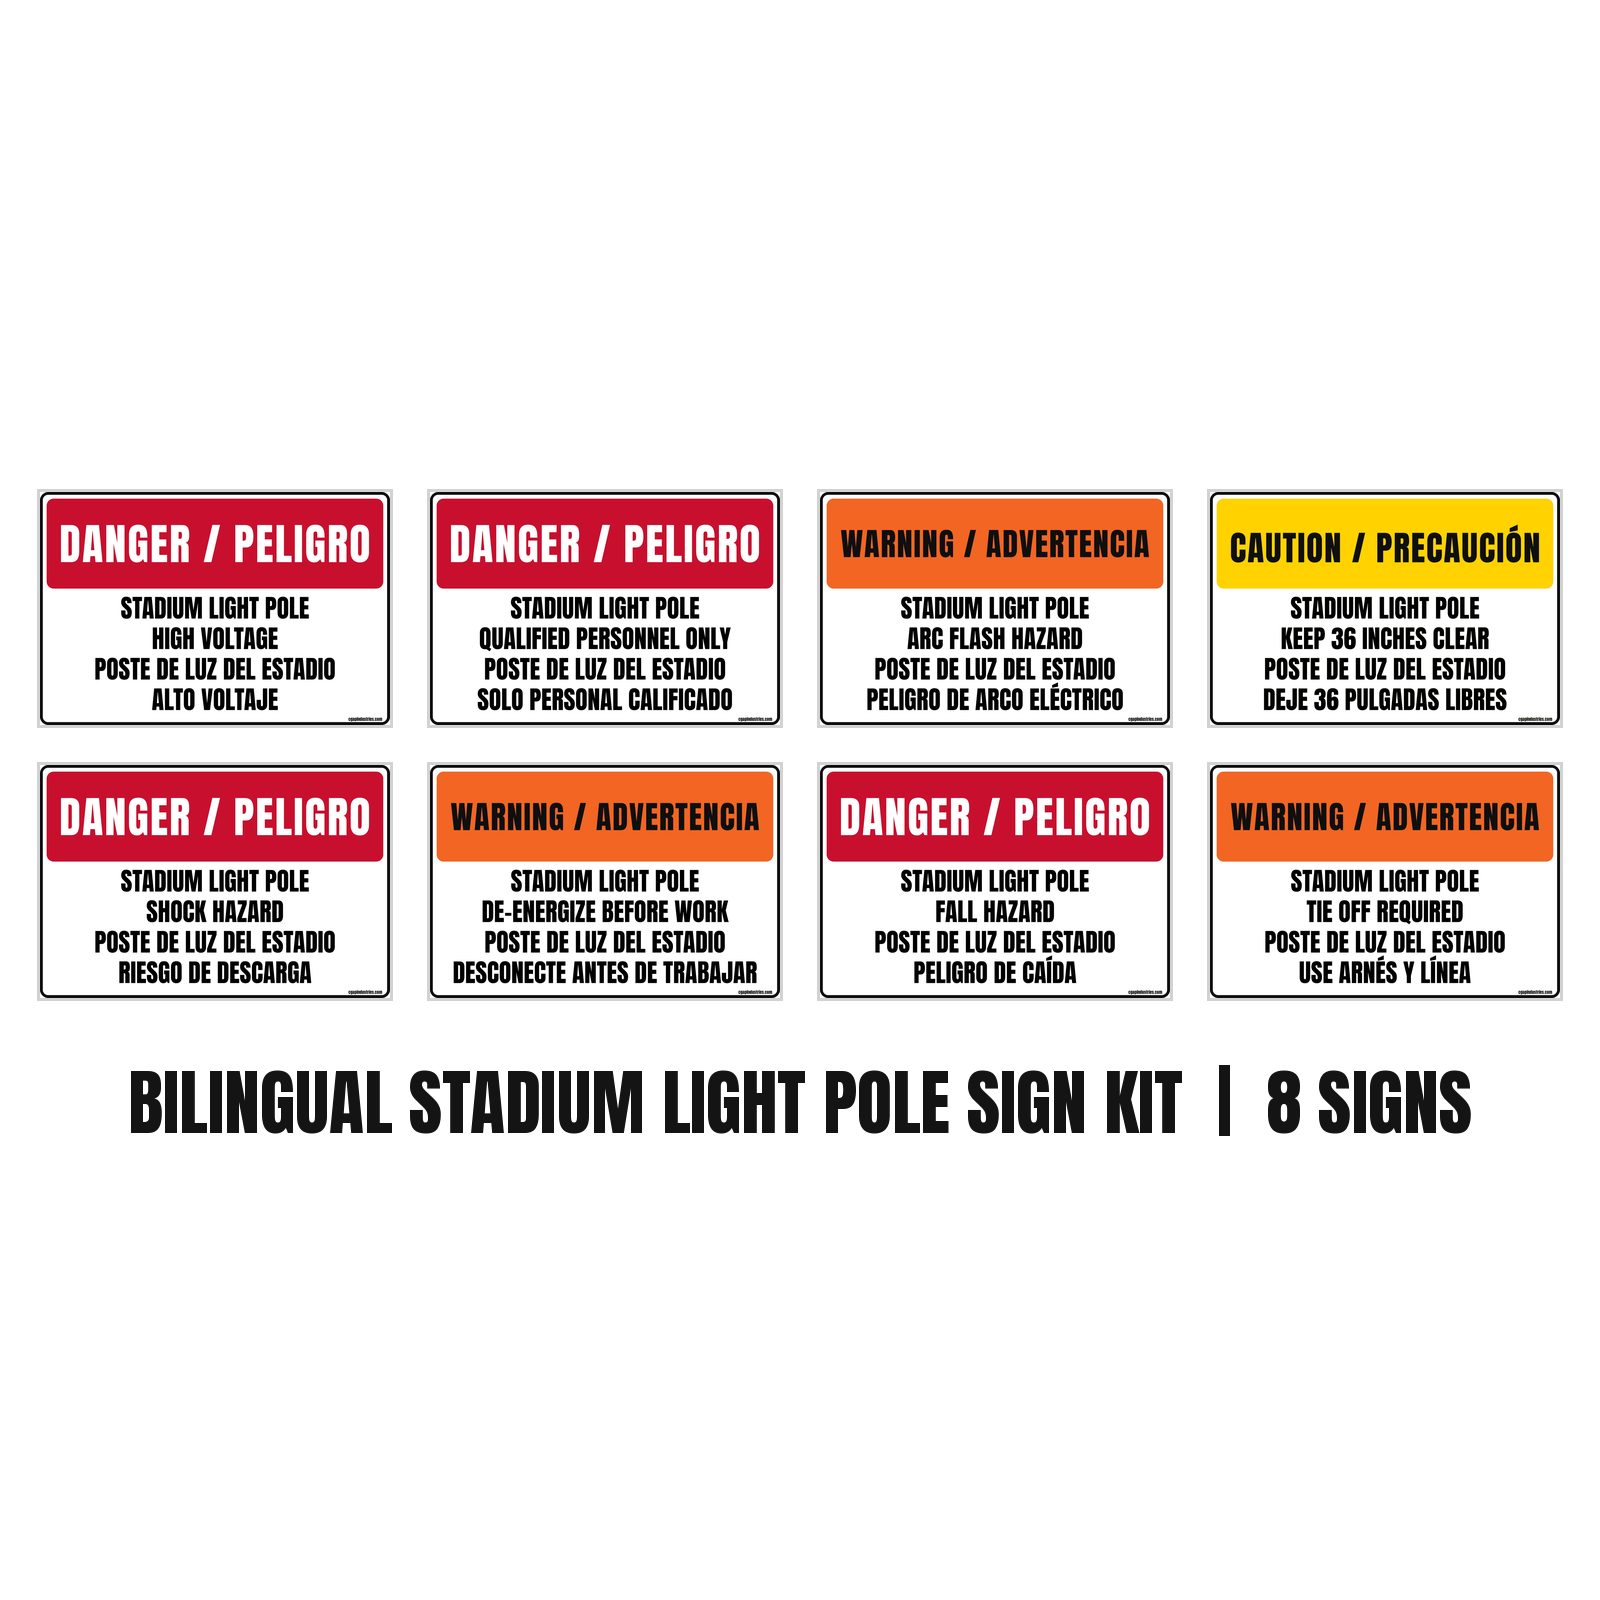 DANGER / PELIGRO
STADIUM LIGHT POLE
HIGH VOLTAGE
POSTE DE LUZ DEL ESTADIO
ALTO VOLTAJE
DANGER / PELIGRO
STADIUM LIGHT POLE
QUALIFIED PERSONNEL ONLY
POSTE DE LUZ DEL ESTADIO
SOLO PERSONAL CALIFICADO
WARNING / ADVERTENCIA
STADIUM LIGHT POLE
ARC FLASH HAZARD
POSTE DE LUZ DEL ESTADIO
PELIGRO DE ARCO ELÉCTRICO
CAUTION / PRECAUCIÓN
STADIUM LIGHT POLE
KEEP 36 INCHES CLEAR
POSTE DE LUZ DEL ESTADIO
DEJE 36 PULGADAS LIBRES
DANGER / PELIGRO
STADIUM LIGHT POLE
SHOCK HAZARD
POSTE DE LUZ DEL ESTADIO
RIESGO DE DESCARGA
WARNING / ADVERTENCIA
STADIUM LIGHT POLE
DE-ENERGIZE BEFORE WORK
POSTE DE LUZ DEL ESTADIO
DESCONECTE ANTES DE TRABAJAR
DANGER / PELIGRO
STADIUM LIGHT POLE
FALL HAZARD
POSTE DE LUZ DEL ESTADIO
PELIGRO DE CAÍDA
WARNING / ADVERTENCIA
STADIUM LIGHT POLE
TIE OFF REQUIRED
POSTE DE LUZ DEL ESTADIO
USE ARNÉS Y LÍNEA
BILINGUAL STADIUM LIGHT POLE SIGN KIT | 8 SIGNS